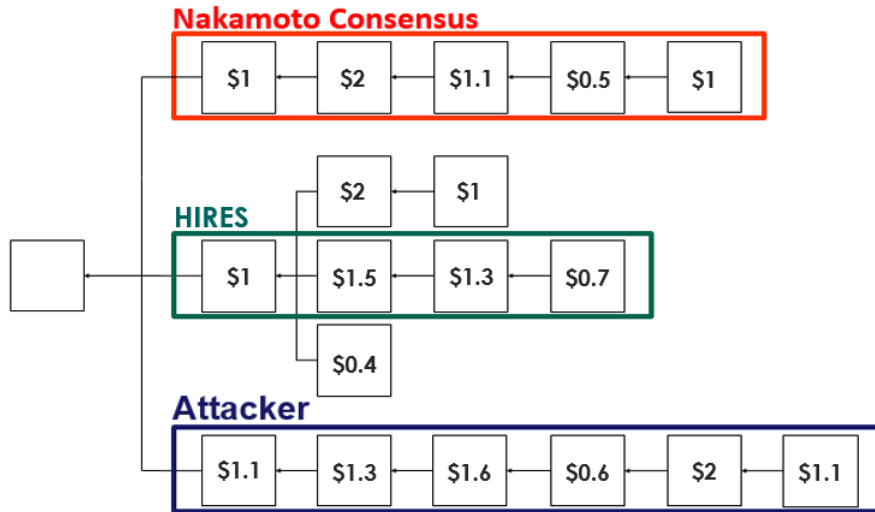 Nakamoto Consensus
$1 $2 $1.1 $0.5 $1
$2 $1
HIRES
$1 $1.5 $1.3 $0.7
$0.4
Attacker
$1.1 $1.3 $1.6 $0.6 $2 $1.1